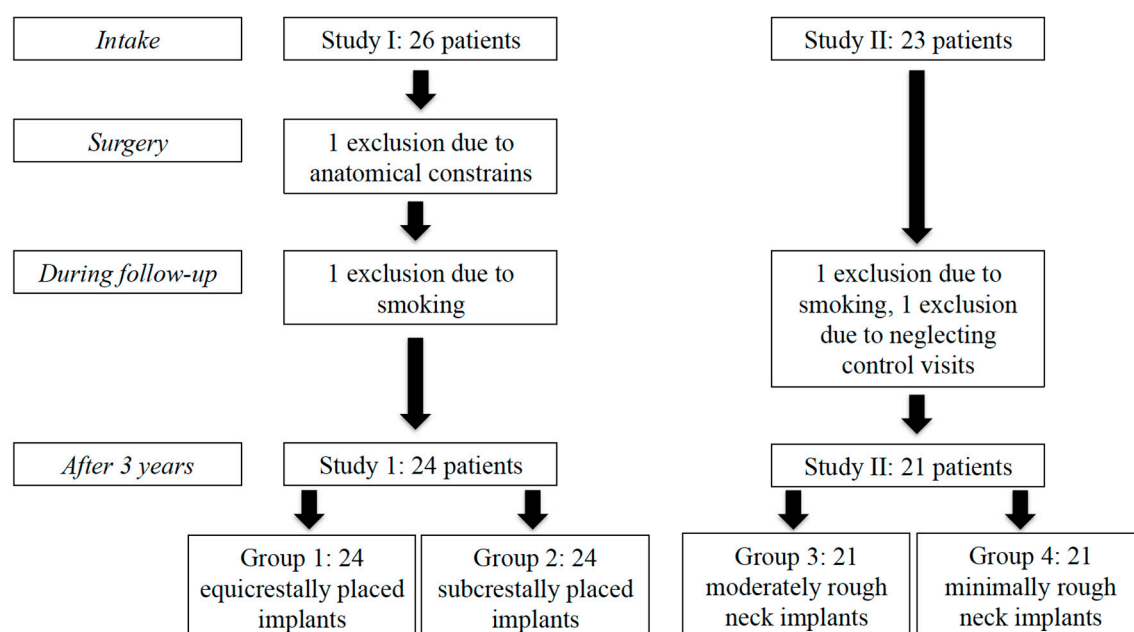 Intake
Study I: 26 patients
Study II: 23 patients
Surgery
1 exclusion due to
anatomical constrains
During follow-up
1 exclusion due to
smoking
1 exclusion due to
smoking, 1 exclusion
due to neglecting
control visits
After 3 years
Study 1: 24 patients
Study II: 21 patients
Group 1: 24
equicrestally placed
implants
Group 2: 24
subcrestally placed
implants
Group 3: 21
moderately rough
neck implants
Group 4: 21
minimally rough
neck implants